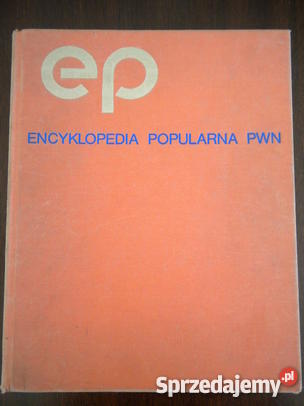 ep
ENCYKLOPEDIA POPULARNA PWN
Sprzedajemy
.pl